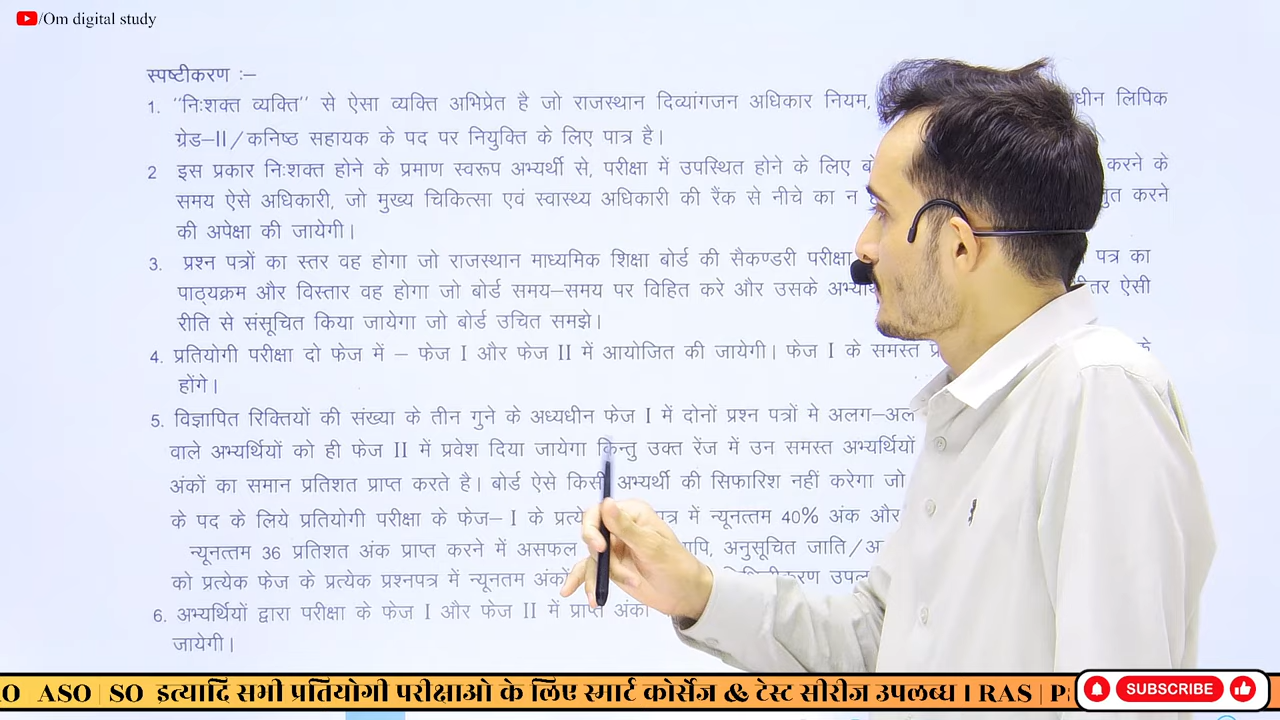 /Om digital study
स्पष्टीकरण :–
1. "निःशक्त व्यक्ति" से ऐसा व्यक्ति अभिप्रेत है जो राजस्थान दिव्यांगजन अधिकार नियम, धीन लिपिक
ग्रेड–II/कनिष्ठ सहायक के पद पर नियुक्ति के लिए पात्र है।
2 इस प्रकार निःशक्त होने के प्रमाण स्वरूप अभ्यर्थी से, परीक्षा में उपस्थित होने के लिए करने के
समय ऐसे अधिकारी, जो मुख्य चिकित्सा एवं स्वास्थ्य अधिकारी की रैंक से नीचे का न करने
की अपेक्षा की जायेगी।
3. प्रश्न पत्रों का स्तर वह होगा जो राजस्थान माध्यमिक शिक्षा बोर्ड की सैकण्डरी परीक्षा पत्र का
पाठ्यक्रम और विस्तार वह होगा जो बोर्ड समय–समय पर विहित करे और उसके ऐसी
रीति से संसूचित किया जायेगा जो बोर्ड उचित समझे।
4. प्रतियोगी परीक्षा दो फेज में – फेज I और फेज II में आयोजित की जायेगी। फेज I के समस्त
होंगे।
5. विज्ञापित रिक्तियों की संख्या के तीन गुने के अध्यधीन फेज I में दोनों प्रश्न पत्रों मे अलग–अल
वाले अभ्यर्थियों को ही फेज II में प्रवेश दिया जायेगा किन्तु उक्त रेंज में उन समस्त अभ्यर्थियों
अंकों का समान प्रतिशत प्राप्त करते है। बोर्ड ऐसे किसी अभ्यर्थी की सिफारिश नहीं करेगा जो
के पद के लिये प्रतियोगी परीक्षा के फेज– I के प्रत्ये पत्र में न्यूनत्तम 40% अंक और
न्यूनत्तम 36 प्रतिशत अंक प्राप्त करने में असफल अनुसूचित जाति/
को प्रत्येक फेज के प्रत्येक प्रश्नपत्र में न्यूनतम अंकों
6. अभ्यर्थियों द्वारा परीक्षा के फेज I और फेज II में प्राप्त अंको
जायेगी।
O ASO | SO इत्यादि सभी प्रतियोगी परीक्षाओ के लिए स्मार्ट कोर्सेज & टेस्ट सीरीज उपलब्ध । RAS | P
SUBSCRIBE